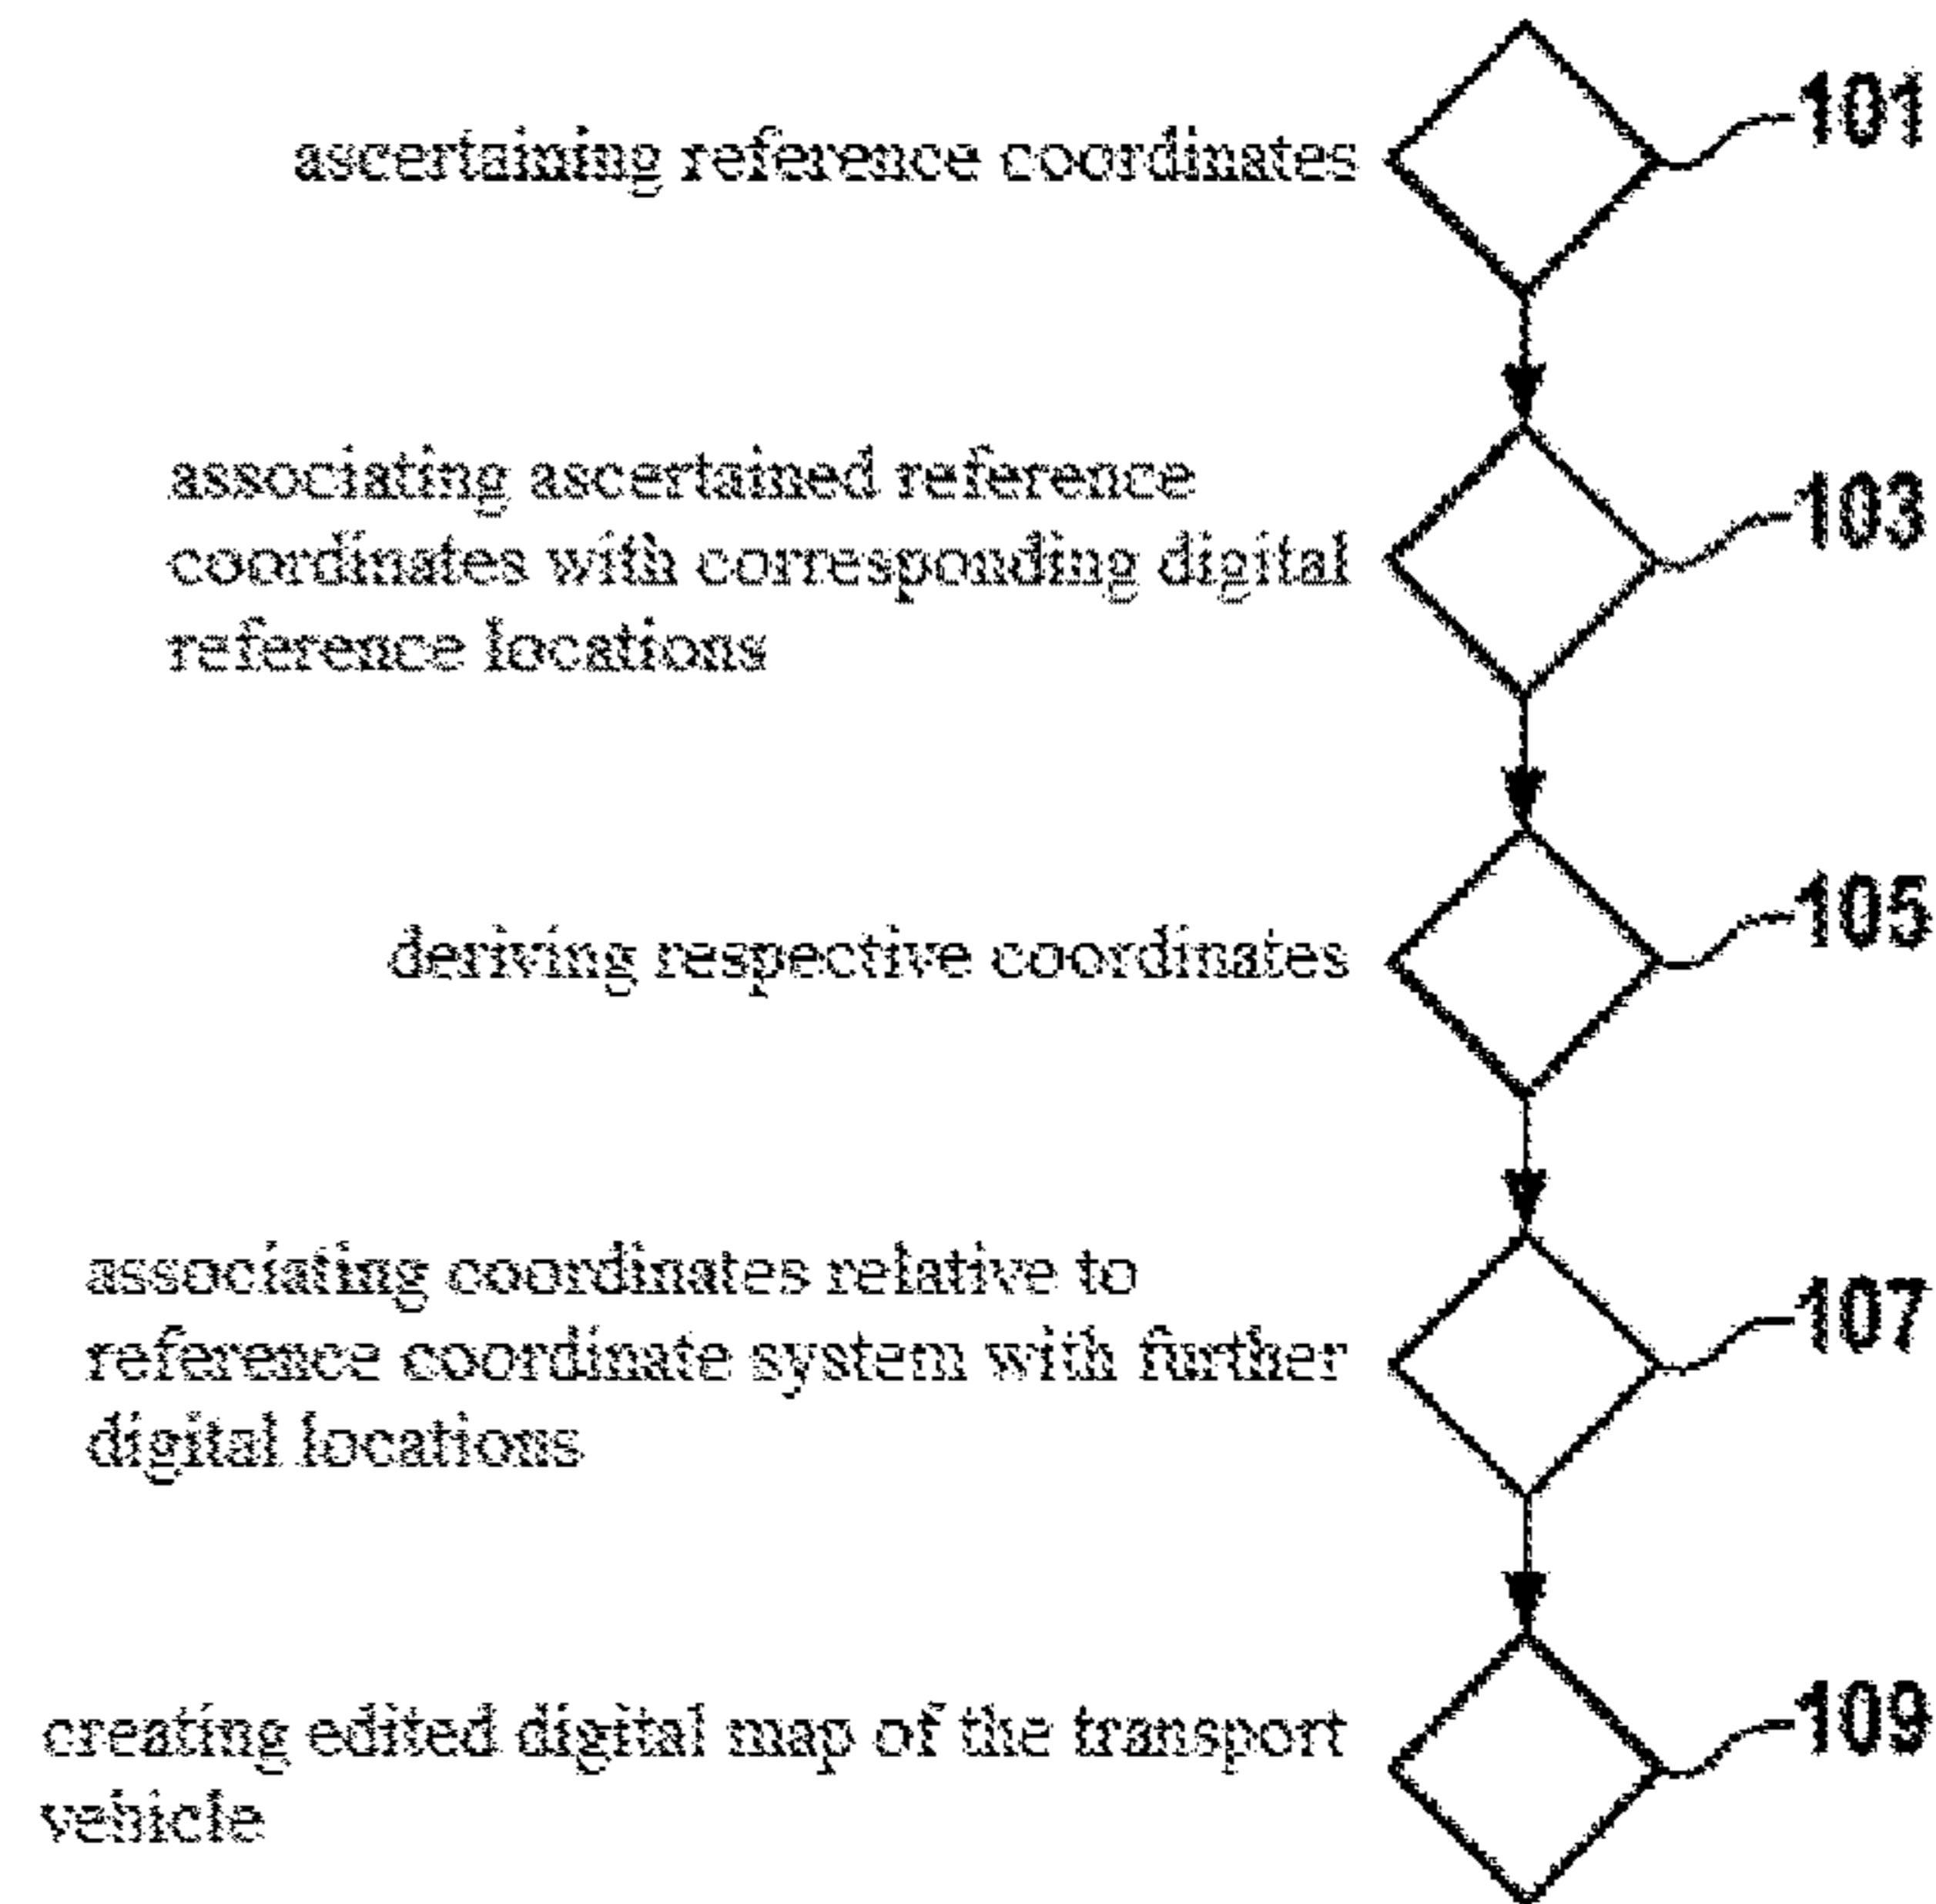 ascertaining reference coordinates
101
associating ascertained reference
coordinates with corresponding digital
reference locations
103
deriving respective coordinates
105
associating coordinates relative to
reference coordinate system with further
digital locations
107
creating edited digital map of the transport
vehicle
109